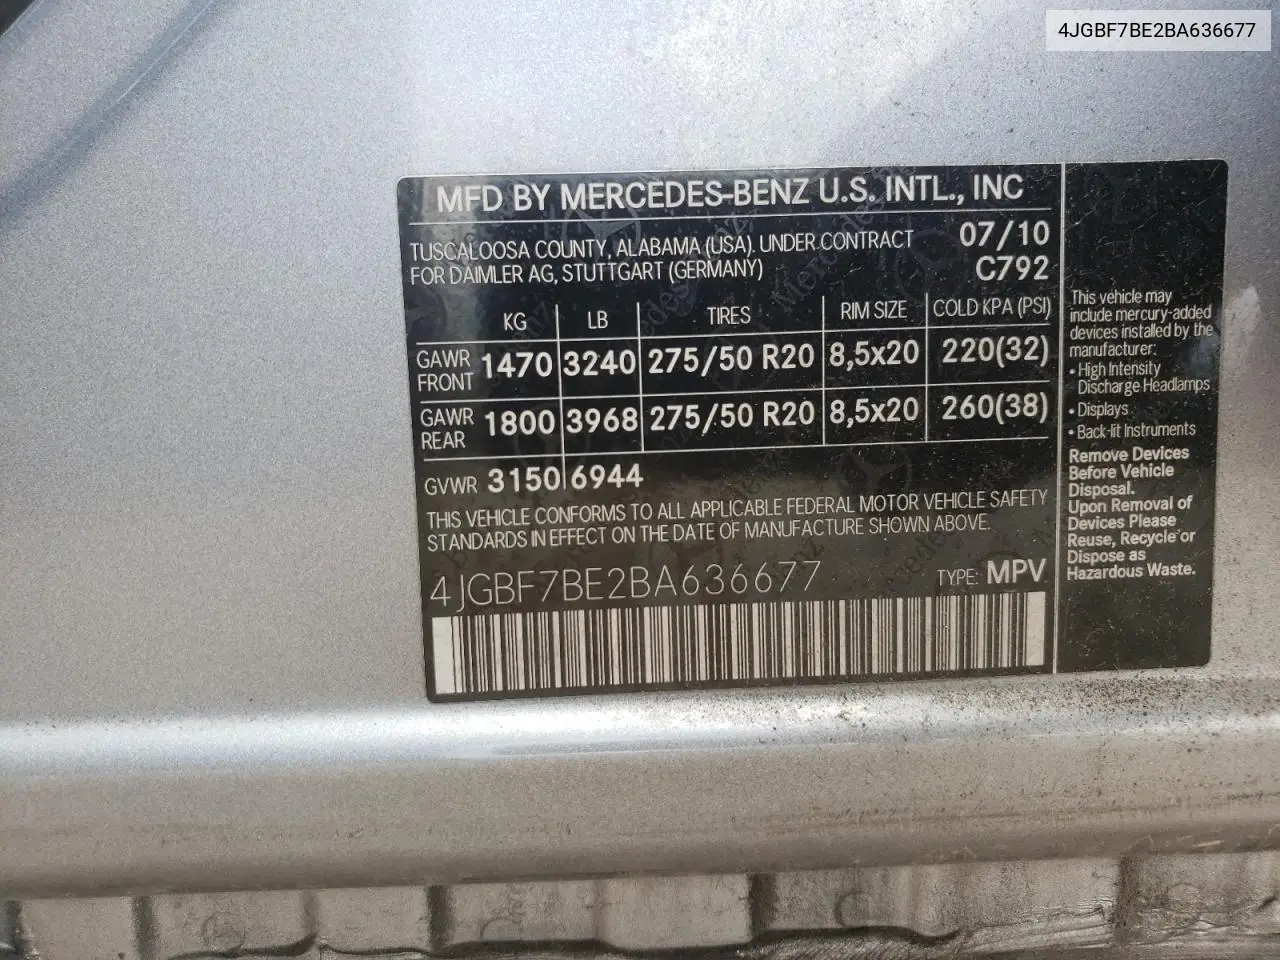 4JGBF7BE2BA636677
MFD BY MERCEDES-BENZ U.S. INTL., INC
TUSCALOOSA COUNTY, ALABAMA (USA). UNDER CONTRACT 07/10
FOR DAIMLER AG, STUTTGART (GERMANY) C792
KG LB TIRES RIM SIZE COLD KPA (PSI)
GAWR FRONT 1470 3240 275/50 R20 8,5x20 220(32)
GAWR REAR 1800 3968 275/50 R20 8,5x20 260(38)
GVWR 3150 6944
THIS VEHICLE CONFORMS TO ALL APPLICABLE FEDERAL MOTOR VEHICLE SAFETY
STANDARDS IN EFFECT ON THE DATE OF MANUFACTURE SHOWN ABOVE.
4JGBF7BE2BA636677 TYPE: MPV
This vehicle may
include mercury-added
devices installed by the
manufacturer:
• High Intensity
Discharge Headlamps
• Displays
• Back-lit Instruments
Remove Devices
Before Vehicle
Disposal.
Upon Removal of
Devices Please
Reuse, Recycle or
Dispose as
Hazardous Waste.